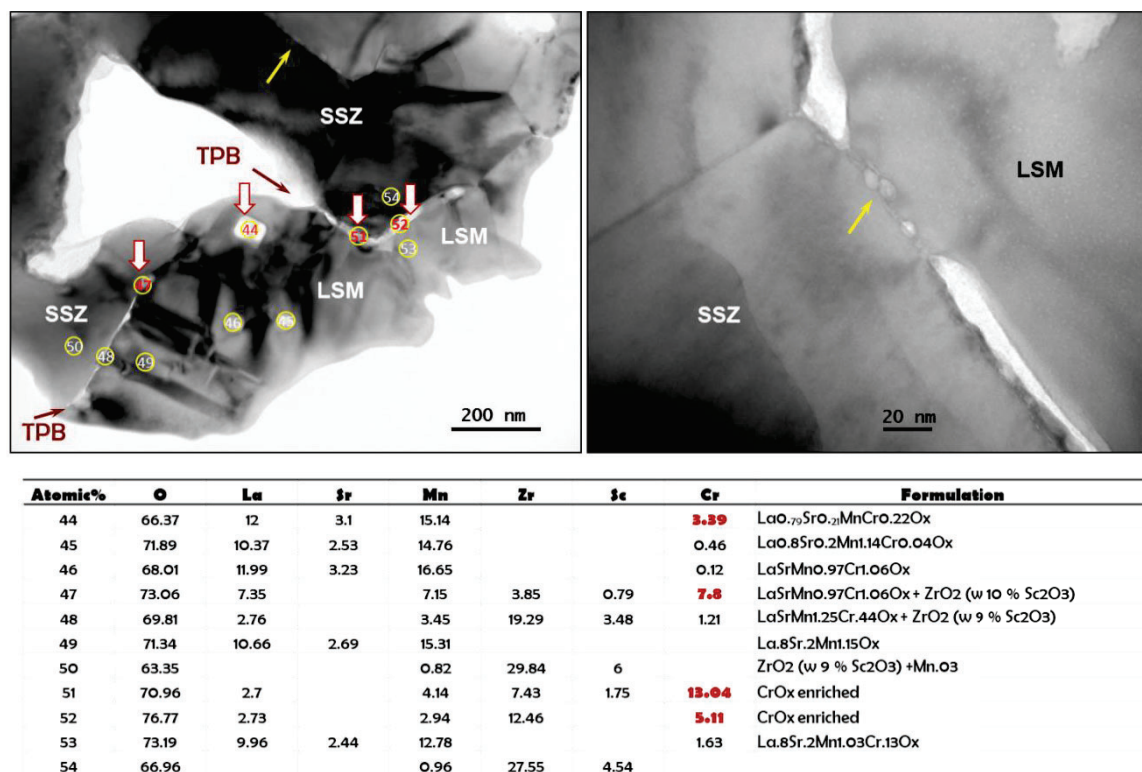 SSZ
TPB
54
44
51
52
53
LSM
LSM
SSZ
46
45
50
48
49
TPB
200 nm
LSM
SSZ
20 nm
Atomic% O La Sr Mn Zr Sc Cr Formulation
44 66.37 12 3.1 15.14 3.39 La0.79Sr0.21MnCr0.22Ox
45 71.89 10.37 2.53 14.76 0.46 La0.8Sr0.2Mn1.14Cr0.04Ox
46 68.01 11.99 3.23 16.65 0.12 LaSrMn0.97Cr1.06Ox
47 73.06 7.35 7.15 3.85 0.79 7.8 LaSrMn0.97Cr1.06Ox + ZrO2 (w 10 % Sc2O3)
48 69.81 2.76 3.45 19.29 3.48 1.21 LaSrMn1.25Cr.44Ox + ZrO2 (w 9 % Sc2O3)
49 71.34 10.66 2.69 15.31 La.8Sr.2Mn1.15Ox
50 63.35 0.82 29.84 6 ZrO2 (w 9 % Sc2O3) +Mn.03
51 70.96 2.7 4.14 7.43 1.75 13.04 CrOx enriched
52 76.77 2.73 2.94 12.46 5.11 CrOx enriched
53 73.19 9.96 2.44 12.78 1.63 La.8Sr.2Mn1.03Cr.13Ox
54 66.96 0.96 27.55 4.54